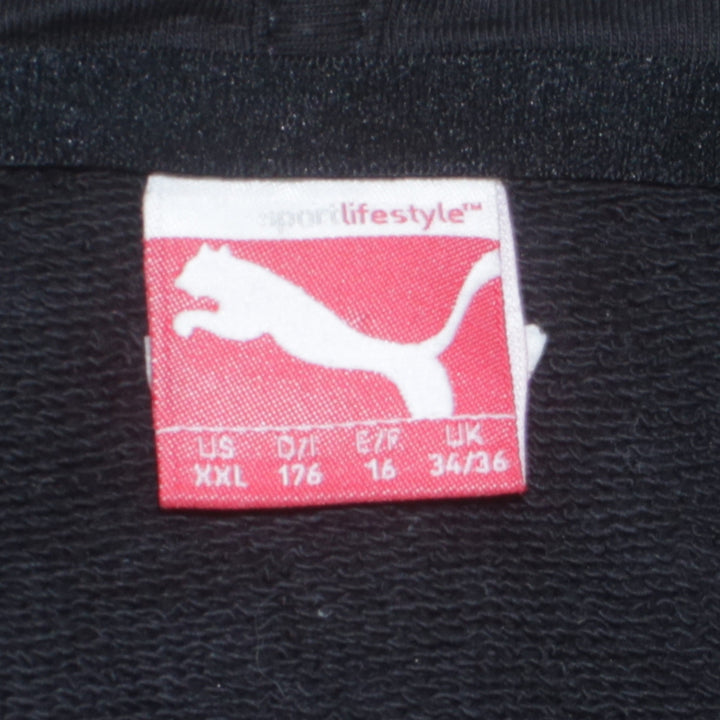 sportlifestyle™
US D/I E/F UK
XXL 176 16 34/36